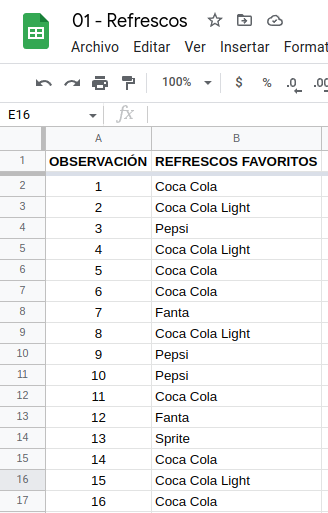 01 - Refrescos
Archivo Editar Ver Insertar Format
100% $ % .0 .00
E16 fx
A B
1 OBSERVACIÓN REFRESCOS FAVORITOS
2 1 Coca Cola
3 2 Coca Cola Light
4 3 Pepsi
5 4 Coca Cola Light
6 5 Coca Cola
7 6 Coca Cola
8 7 Fanta
9 8 Coca Cola Light
10 9 Pepsi
11 10 Pepsi
12 11 Coca Cola
13 12 Fanta
14 13 Sprite
15 14 Coca Cola
16 15 Coca Cola Light
17 16 Coca Cola